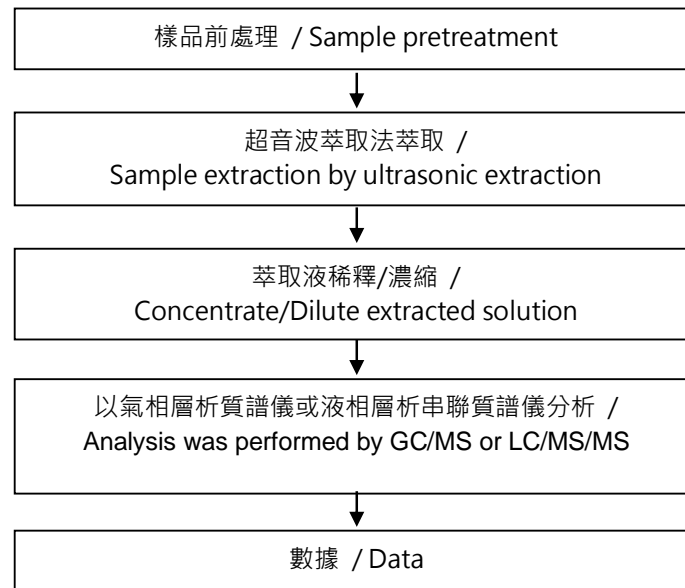 樣品前處理 / Sample pretreatment
超音波萃取法萃取 /
Sample extraction by ultrasonic extraction
萃取液稀釋/濃縮 /
Concentrate/Dilute extracted solution
以氣相層析質譜儀或液相層析串聯質譜儀分析 /
Analysis was performed by GC/MS or LC/MS/MS
數據 / Data